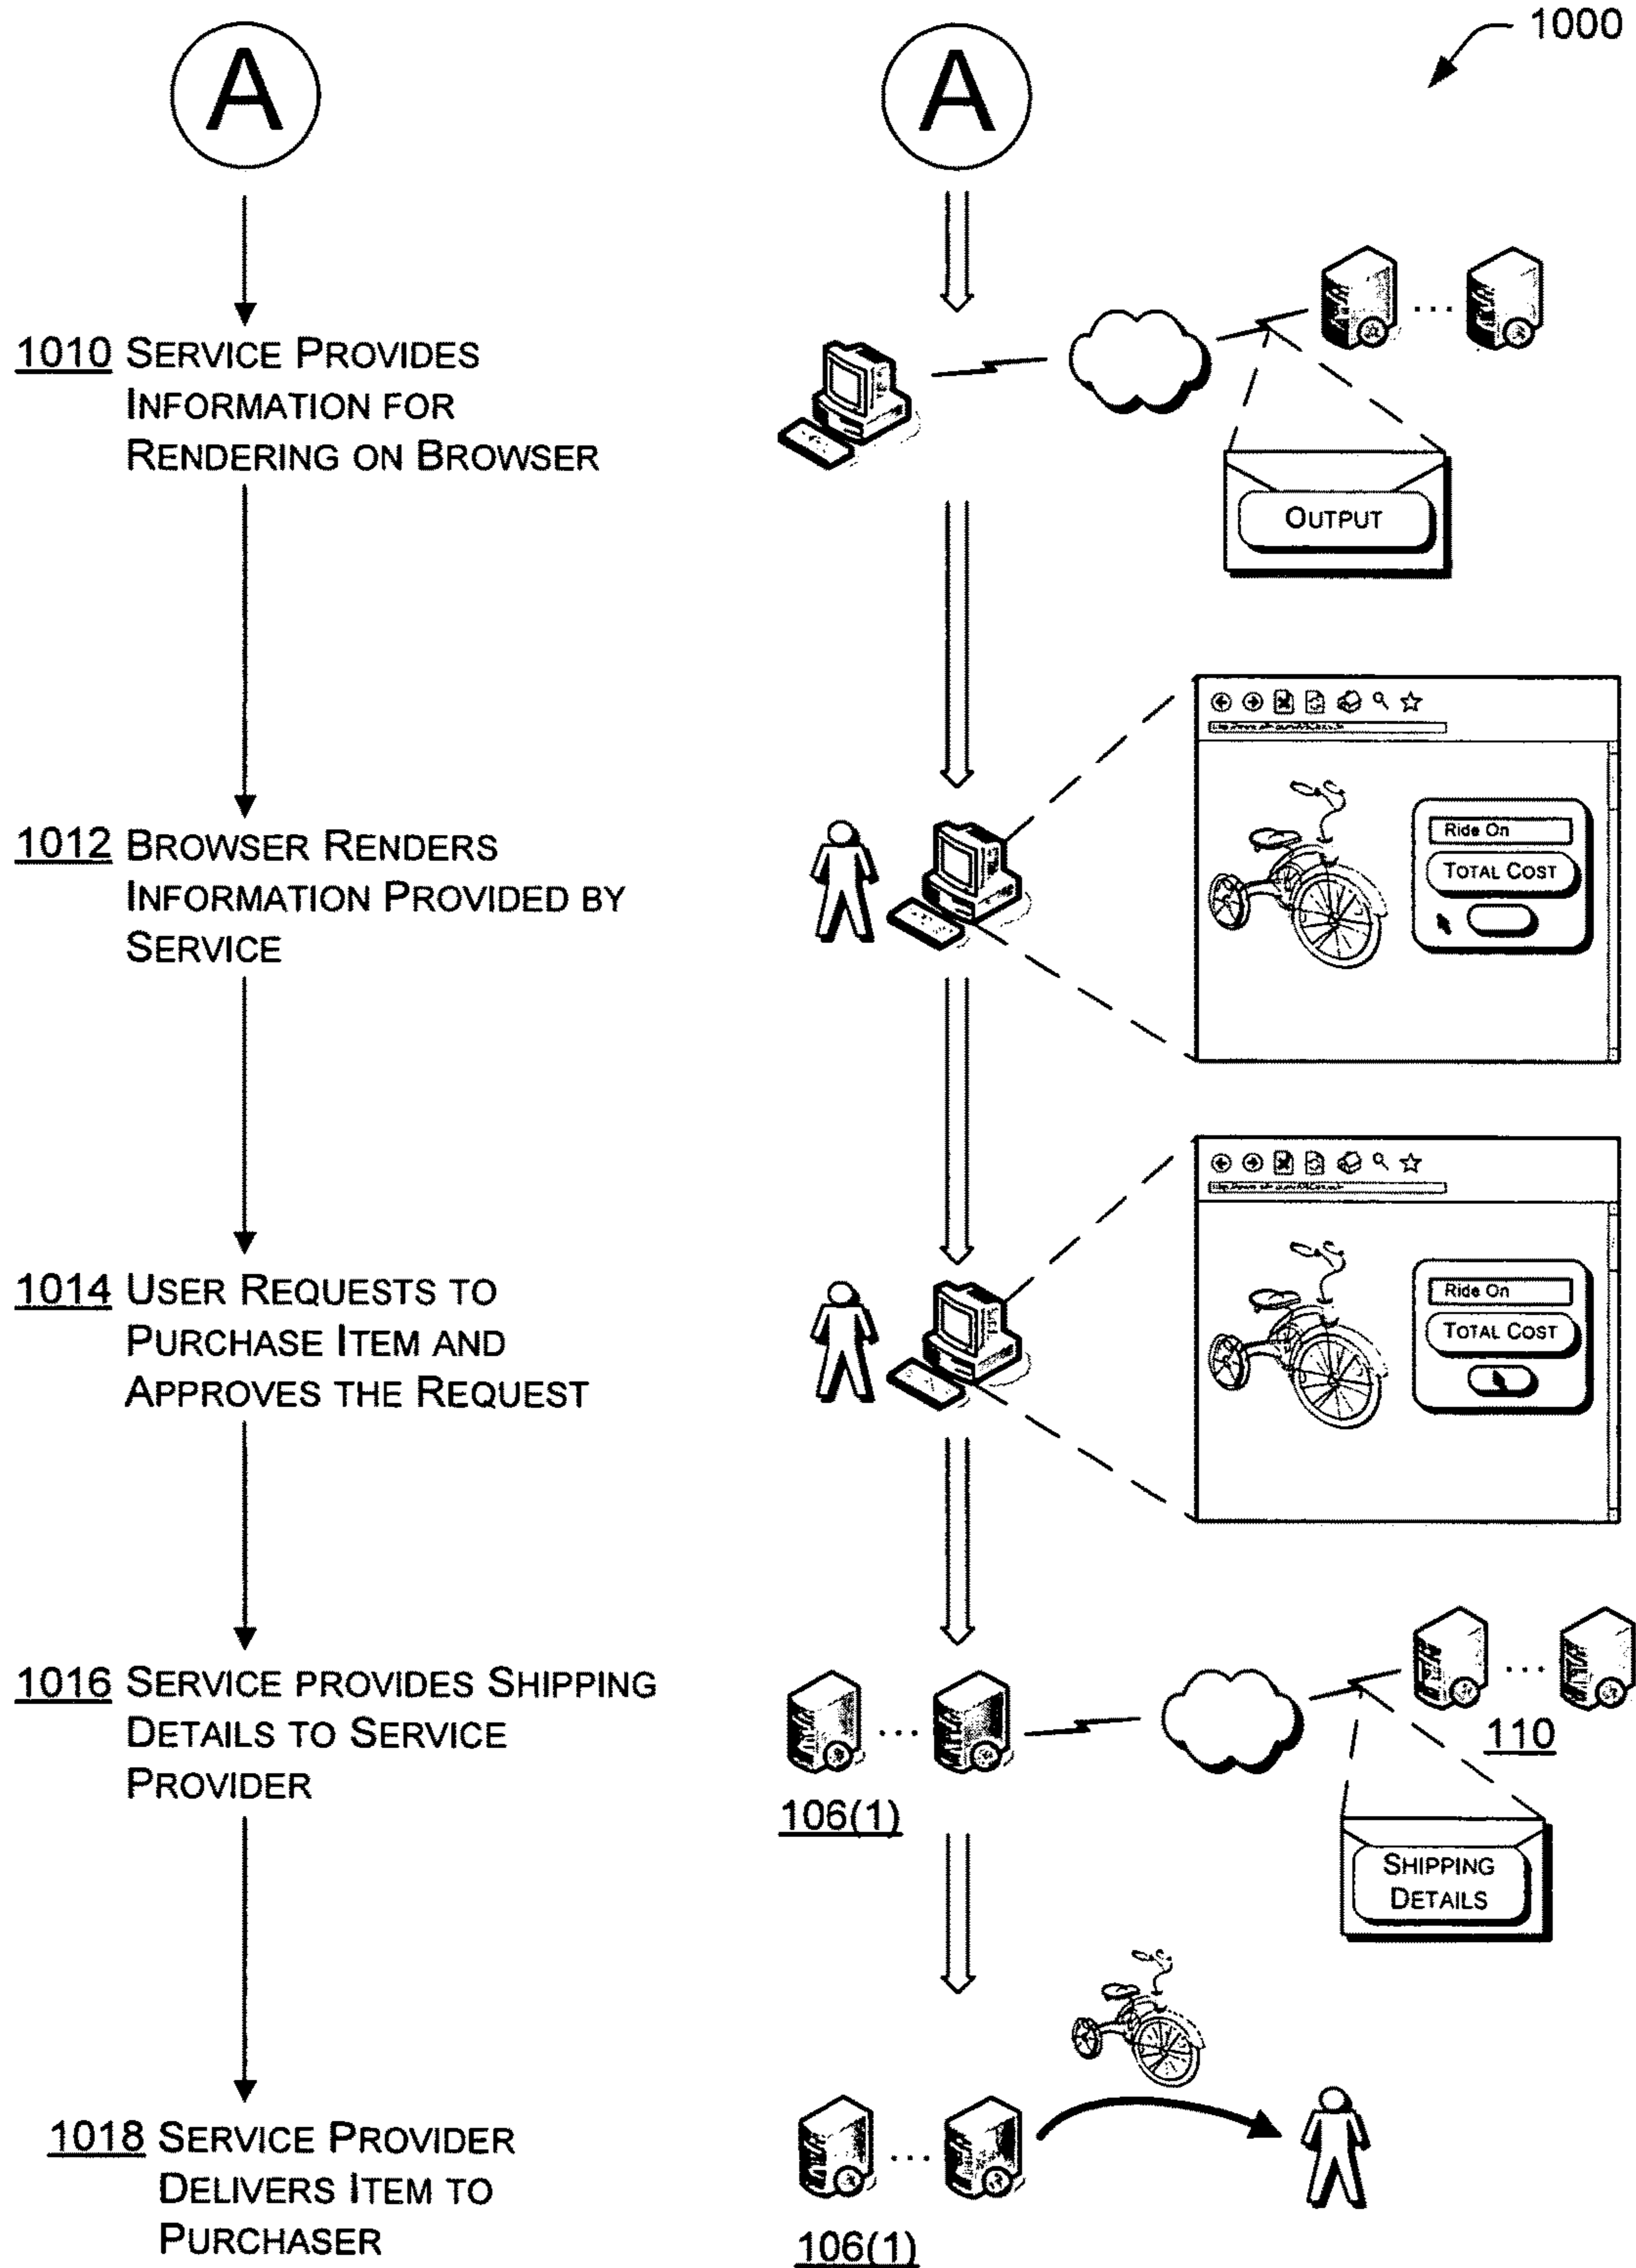 1000
A
A
1010 SERVICE PROVIDES
INFORMATION FOR
RENDERING ON BROWSER
OUTPUT
1012 BROWSER RENDERS
INFORMATION PROVIDED BY
SERVICE
Ride On
TOTAL COST
1014 USER REQUESTS TO
PURCHASE ITEM AND
APPROVES THE REQUEST
Ride On
TOTAL COST
1016 SERVICE PROVIDES SHIPPING
DETAILS TO SERVICE
PROVIDER
110
106(1)
SHIPPING
DETAILS
1018 SERVICE PROVIDER
DELIVERS ITEM TO
PURCHASER
106(1)